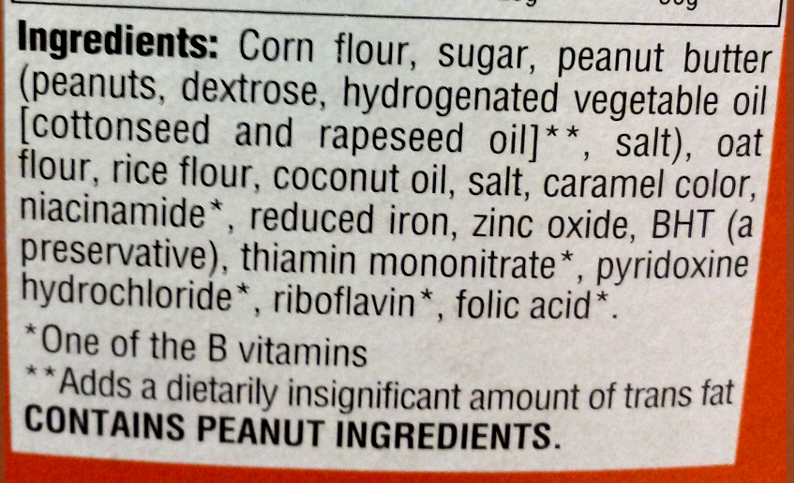 Ingredients: Corn flour, sugar, peanut butter
(peanuts, dextrose, hydrogenated vegetable oil
[cottonseed and rapeseed oil]**, salt), oat
flour, rice flour, coconut oil, salt, caramel color,
niacinamide*, reduced iron, zinc oxide, BHT (a
preservative), thiamin mononitrate*, pyridoxine
hydrochloride*, riboflavin*, folic acid*.
*One of the B vitamins
**Adds a dietarily insignificant amount of trans fat
CONTAINS PEANUT INGREDIENTS.